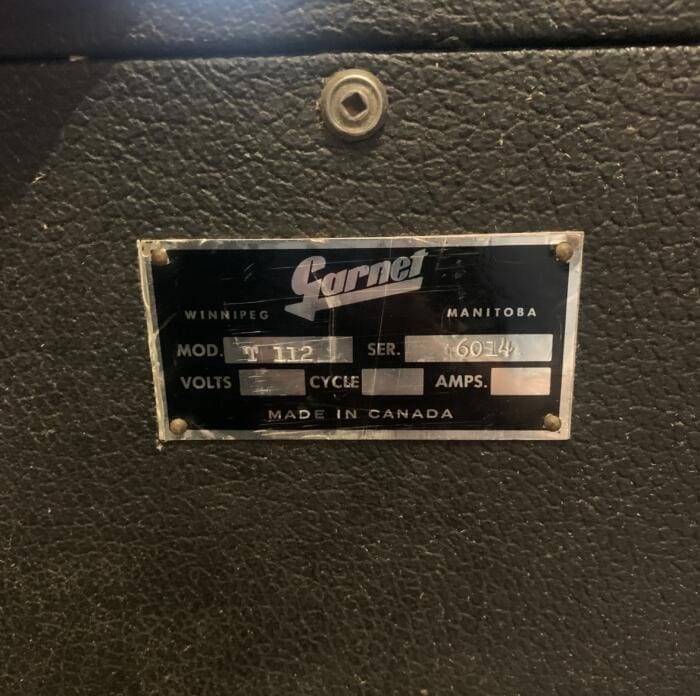 Garnet
WINNIPEG MANITOBA
MOD. T 112 SER. 6014
VOLTS CYCLE AMPS.
MADE IN CANADA